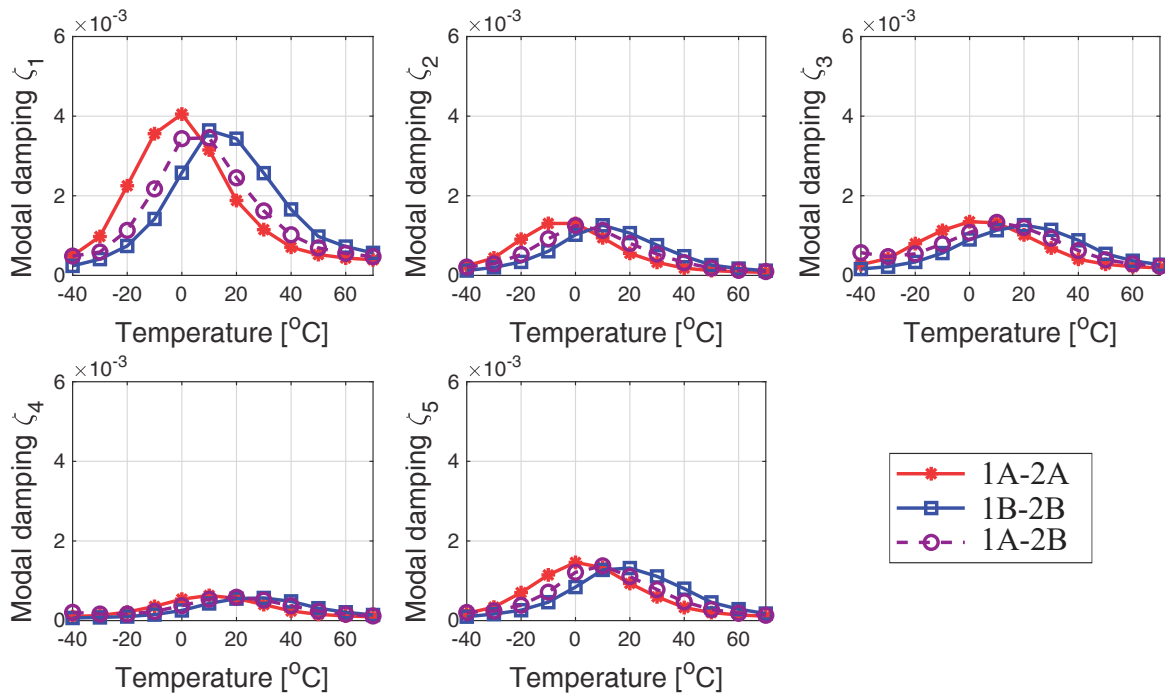 ×10⁻³
6
4
2
0
Modal damping ζ₁
-40 -20 0 20 40 60
Temperature [°C]
×10⁻³
6
4
2
0
Modal damping ζ₂
-40 -20 0 20 40 60
Temperature [°C]
×10⁻³
6
4
2
0
Modal damping ζ₃
-40 -20 0 20 40 60
Temperature [°C]
×10⁻³
6
4
2
0
Modal damping ζ₄
-40 -20 0 20 40 60
Temperature [°C]
×10⁻³
6
4
2
0
Modal damping ζ₅
-40 -20 0 20 40 60
Temperature [°C]
1A-2A
1B-2B
1A-2B